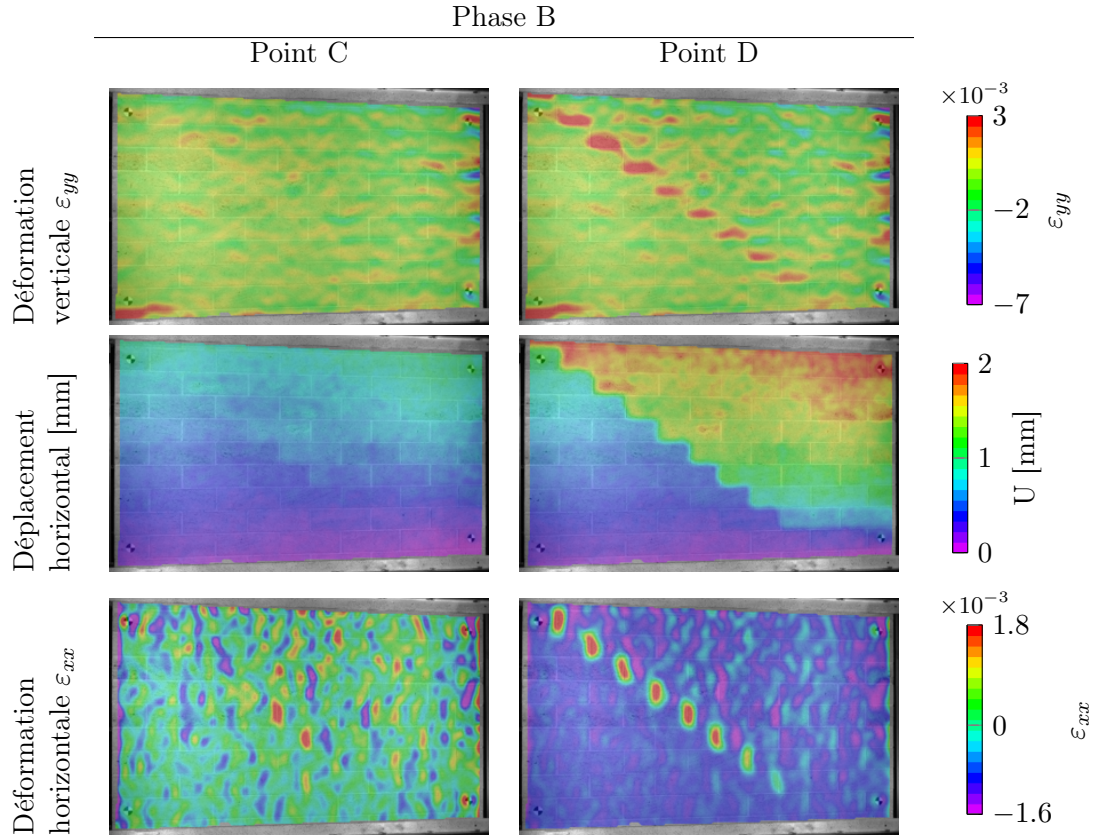 Phase B
Point C Point D
Déformation
verticale εyy
×10−3
3
−2
−7
εyy
Déplacement
horizontal [mm]
2
1
0
U [mm]
Déformation
horizontale εxx
×10−3
1.8
0
−1.6
εxx